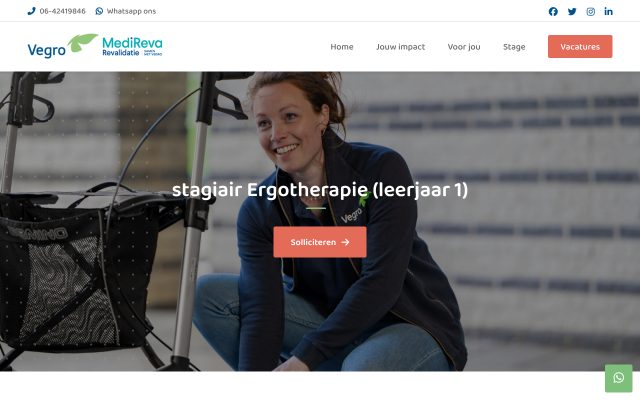 06-42419846 Whatsapp ons
Vegro MediReva
Revalidatie
Home Jouw impact Voor jou Stage Vacatures
stagiair Ergotherapie (leerjaar 1)
Vegro
Solliciteren